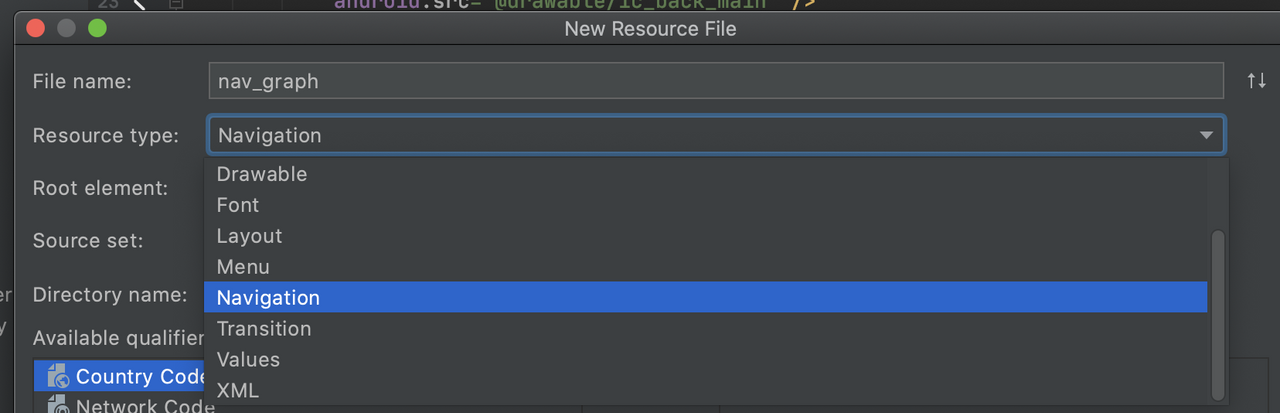 23 android:src="@drawable/ic_back_main" />
New Resource File
File name: nav_graph
Resource type: Navigation
Drawable
Root element:
Font
Layout
Source set:
Menu
Directory name:
Navigation
Transition
Available qualifier
Values
Country Code
XML
Network Code